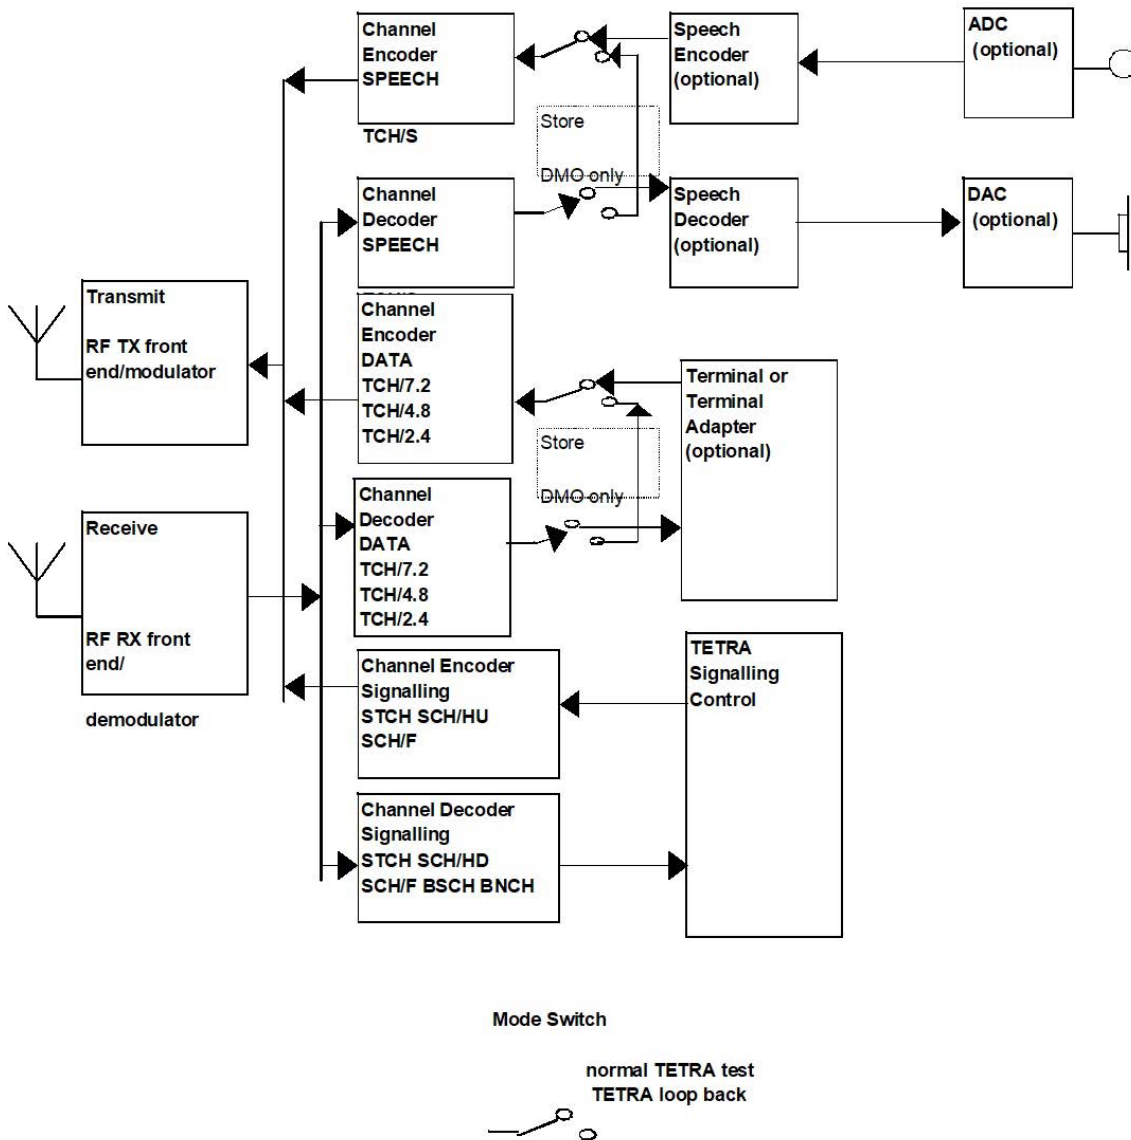 Channel
Encoder
SPEECH
TCH/S
Speech
Encoder
(optional)
ADC
(optional)
Store
DMO only
Channel
Decoder
SPEECH
Speech
Decoder
(optional)
DAC
(optional)
Transmit
RF TX front
end/modulator
Channel
Encoder
DATA
TCH/7.2
TCH/4.8
TCH/2.4
Terminal or
Terminal
Adapter
(optional)
Store
DMO only
Receive
RF RX front
end/
demodulator
Channel
Decoder
DATA
TCH/7.2
TCH/4.8
TCH/2.4
Channel Encoder
Signalling
STCH SCH/HU
SCH/F
TETRA
Signalling
Control
Channel Decoder
Signalling
STCH SCH/HD
SCH/F BSCH BNCH
Mode Switch
normal TETRA test
TETRA loop back